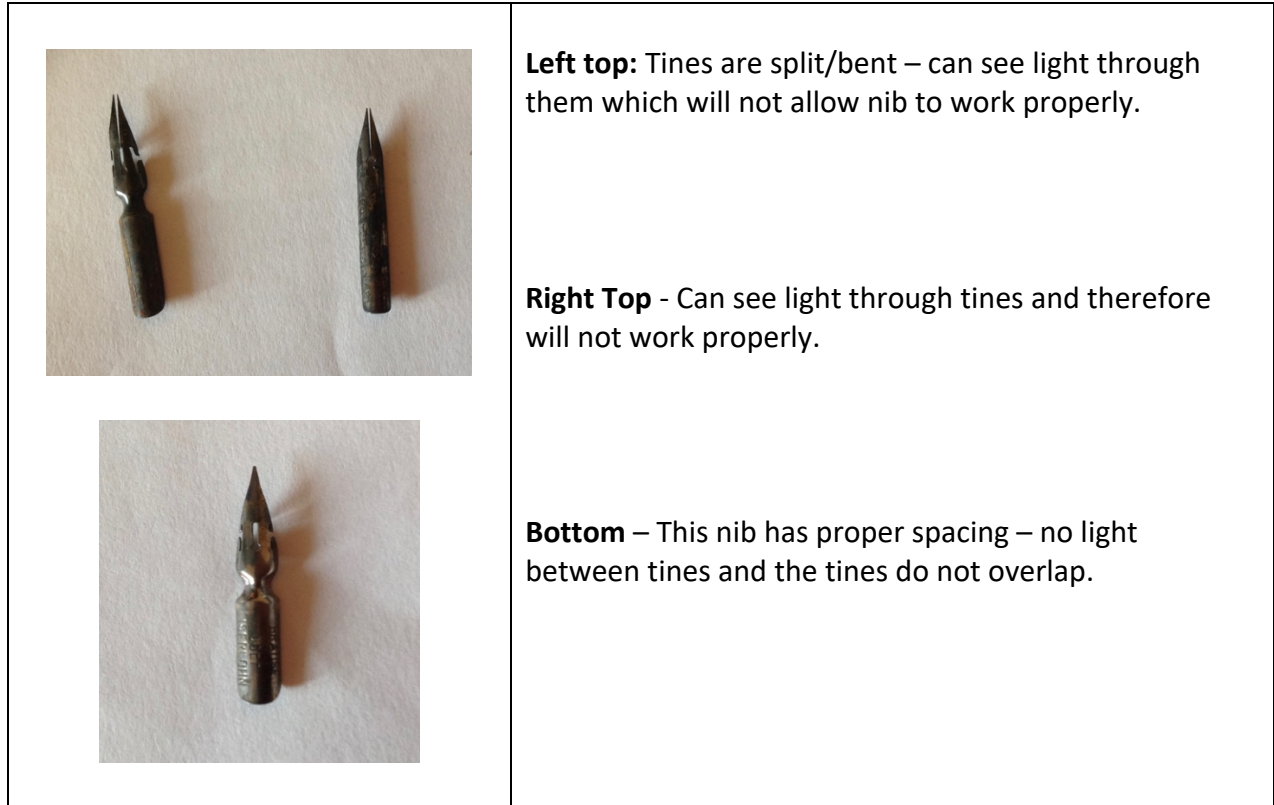 Left top: Tines are split/bent – can see light through
them which will not allow nib to work properly.
Right Top - Can see light through tines and therefore
will not work properly.
Bottom – This nib has proper spacing – no light
between tines and the tines do not overlap.